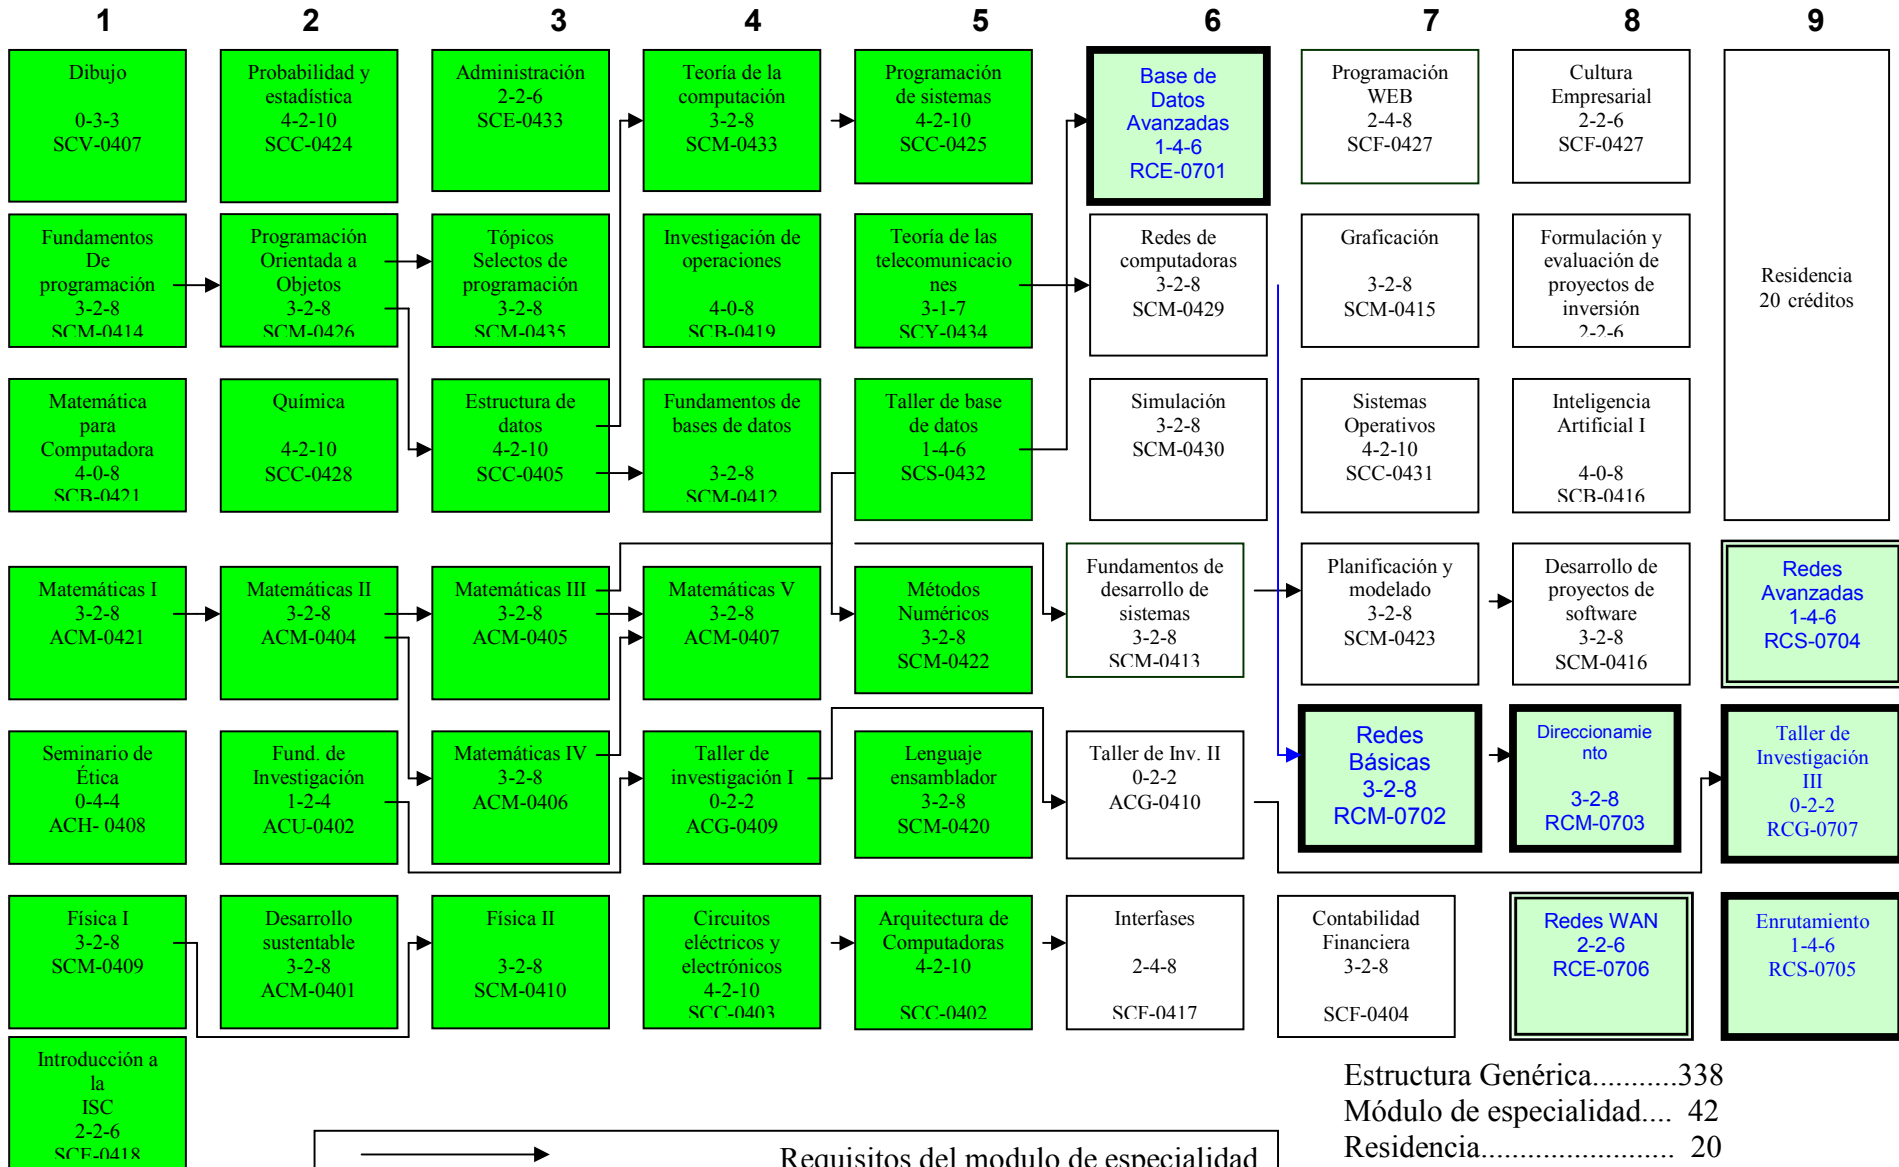 1 2 3 4 5 6 7 8 9
Dibujo
0-3-3
SCV-0407
Probabilidad y
estadística
4-2-10
SCC-0424
Administración
2-2-6
SCE-0433
Teoría de la
computación
3-2-8
SCM-0433
Programación
de sistemas
4-2-10
SCC-0425
Base de
Datos
Avanzadas
1-4-6
RCE-0701
Programación
WEB
2-4-8
SCF-0427
Cultura
Empresarial
2-2-6
SCF-0427
Residencia
20 créditos
Fundamentos
De
programación
3-2-8
SCM-0414
Programación
Orientada a
Objetos
3-2-8
SCM-0426
Tópicos
Selectos de
programación
3-2-8
SCM-0435
Investigación de
operaciones
4-0-8
SCB-0419
Teoría de las
telecomunicacio
nes
3-1-7
SCY-0434
Redes de
computadoras
3-2-8
SCM-0429
Graficación
3-2-8
SCM-0415
Formulación y
evaluación de
proyectos de
inversión
2-2-6
Matemática
para
Computadora
4-0-8
SCB-0421
Química
4-2-10
SCC-0428
Estructura de
datos
4-2-10
SCC-0405
Fundamentos de
bases de datos
3-2-8
SCM-0412
Taller de base
de datos
1-4-6
SCS-0432
Simulación
3-2-8
SCM-0430
Sistemas
Operativos
4-2-10
SCC-0431
Inteligencia
Artificial I
4-0-8
SCB-0416
Matemáticas I
3-2-8
ACM-0421
Matemáticas II
3-2-8
ACM-0404
Matemáticas III
3-2-8
ACM-0405
Matemáticas V
3-2-8
ACM-0407
Métodos
Numéricos
3-2-8
SCM-0422
Fundamentos de
desarrollo de
sistemas
3-2-8
SCM-0413
Planificación y
modelado
3-2-8
SCM-0423
Desarrollo de
proyectos de
software
3-2-8
SCM-0416
Redes
Avanzadas
1-4-6
RCS-0704
Seminario de
Ética
0-4-4
ACH- 0408
Fund. de
Investigación
1-2-4
ACU-0402
Matemáticas IV
3-2-8
ACM-0406
Taller de
investigación I
0-2-2
ACG-0409
Lenguaje
ensamblador
3-2-8
SCM-0420
Taller de Inv. II
0-2-2
ACG-0410
Redes
Básicas
3-2-8
RCM-0702
Direccionamie
nto
3-2-8
RCM-0703
Taller de
Investigación
III
0-2-2
RCG-0707
Física I
3-2-8
SCM-0409
Desarrollo
sustentable
3-2-8
ACM-0401
Física II
3-2-8
SCM-0410
Circuitos
eléctricos y
electrónicos
4-2-10
SCC-0403
Arquitectura de
Computadoras
4-2-10
SCC-0402
Interfases
2-4-8
SCF-0417
Contabilidad
Financiera
3-2-8
SCF-0404
Redes WAN
2-2-6
RCE-0706
Enrutamiento
1-4-6
RCS-0705
Introducción a
la
ISC
2-2-6
SCE-0418
Requisitos del modulo de especialidad
Estructura Genérica...........338
Módulo de especialidad.... 42
Residencia....................... 20